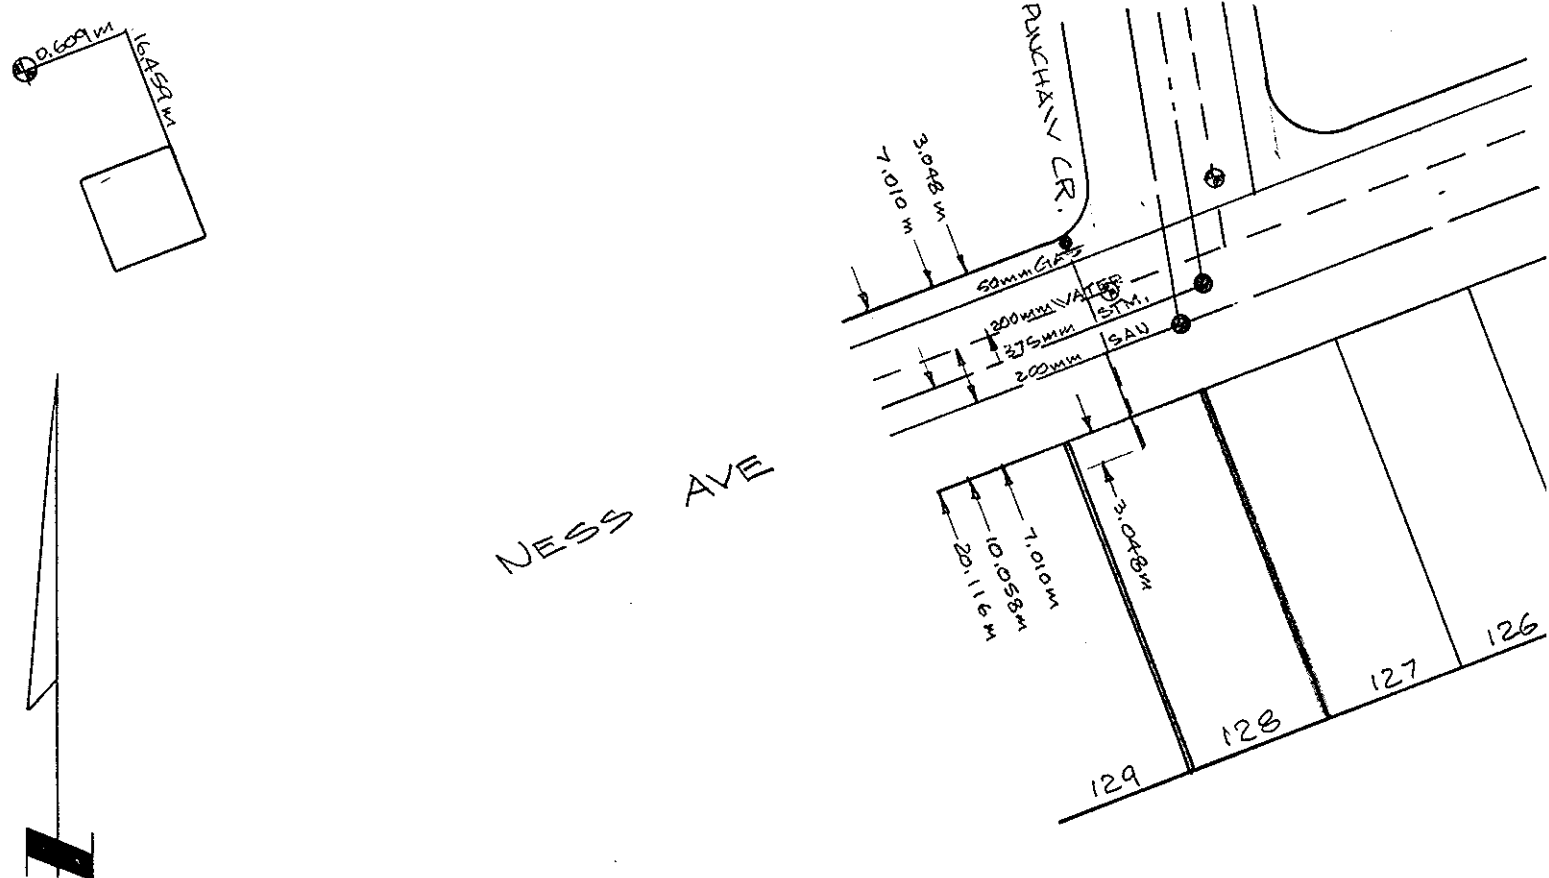 0.609m
16.459m
PUNCHAW CR.
3.048m
7.010m
50mm GAS
200mm WATER
375mm STM.
200mm SAN
NESS AVE
7.010m
10.058m
20.116m
3.048m
126
127
128
129
N